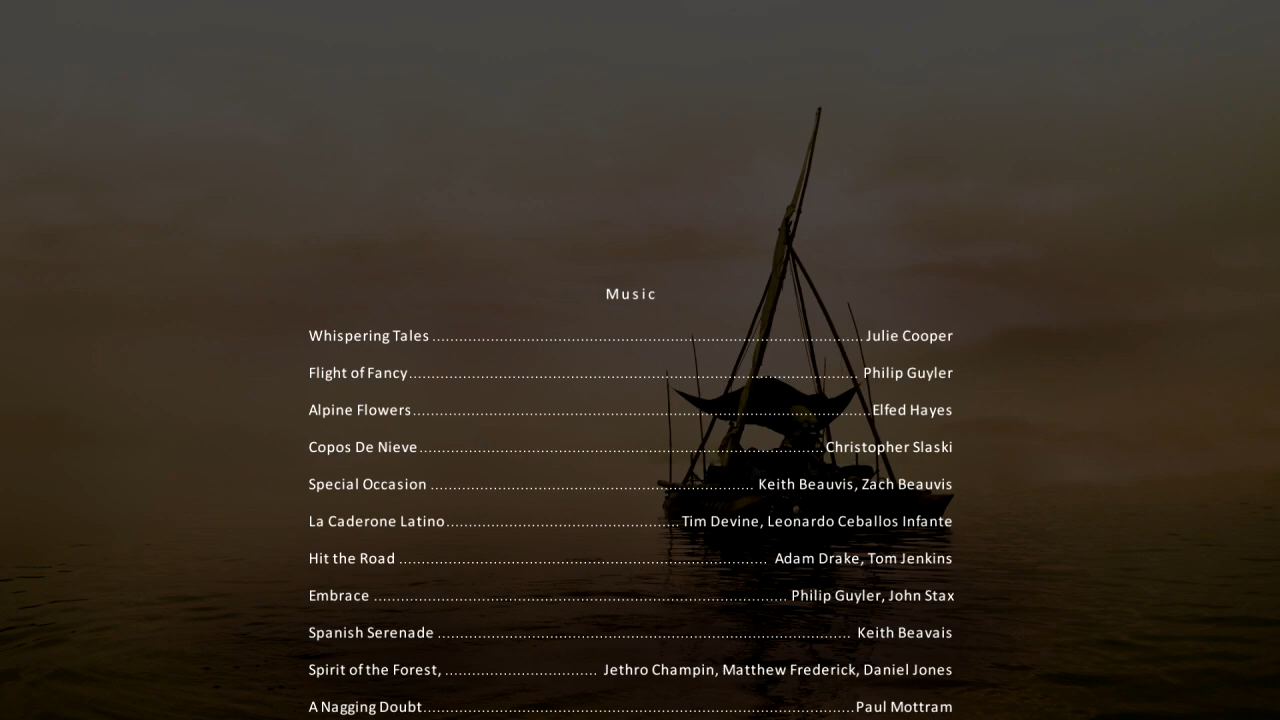 Music
Whispering Tales ........................................................................................................ Julie Cooper
Flight of Fancy........................................................................................................ Philip Guyler
Alpine Flowers........................................................................................................Elfed Hayes
Copos De Nieve.................................................................................................Christopher Slaski
Special Occasion .............................................................................. Keith Beauvis, Zach Beauvis
La Caderone Latino.........................................................Tim Devine, Leonardo Ceballos Infante
Hit the Road ......................................................................................... Adam Drake, Tom Jenkins
Embrace .................................................................................................... Philip Guyler, John Stax
Spanish Serenade .................................................................................................... Keith Beavais
Spirit of the Forest, ..................................... Jethro Champin, Matthew Frederick, Daniel Jones
A Nagging Doubt........................................................................................................Paul Mottram